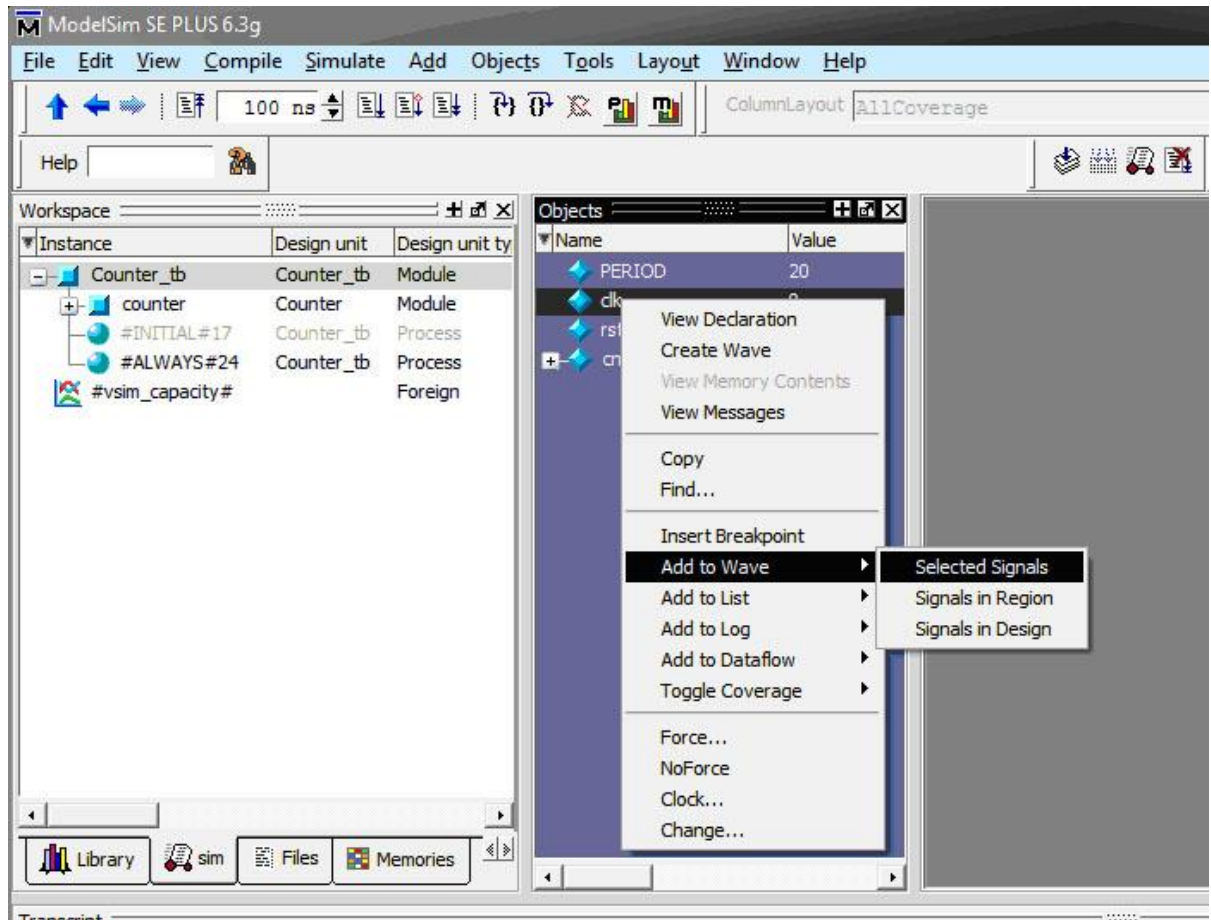 ModelSim SE PLUS 6.3g
File Edit View Compile Simulate Add Objects Tools Layout Window Help
100 ns ColumnLayout AllCoverage
Help
Workspace
Instance Design unit Design unit ty
Counter_tb Counter_tb Module
counter Counter Module
#INITIAL#17 Counter_tb Process
#ALWAYS#24 Counter_tb Process
#vsim_capacity# Foreign
Library sim Files Memories
Objects
Name Value
PERIOD 20
clk
rst
cn
View Declaration
Create Wave
View Memory Contents
View Messages
Copy
Find...
Insert Breakpoint
Add to Wave
Add to List
Add to Log
Add to Dataflow
Toggle Coverage
Force...
NoForce
Clock...
Change...
Selected Signals
Signals in Region
Signals in Design
Transcript